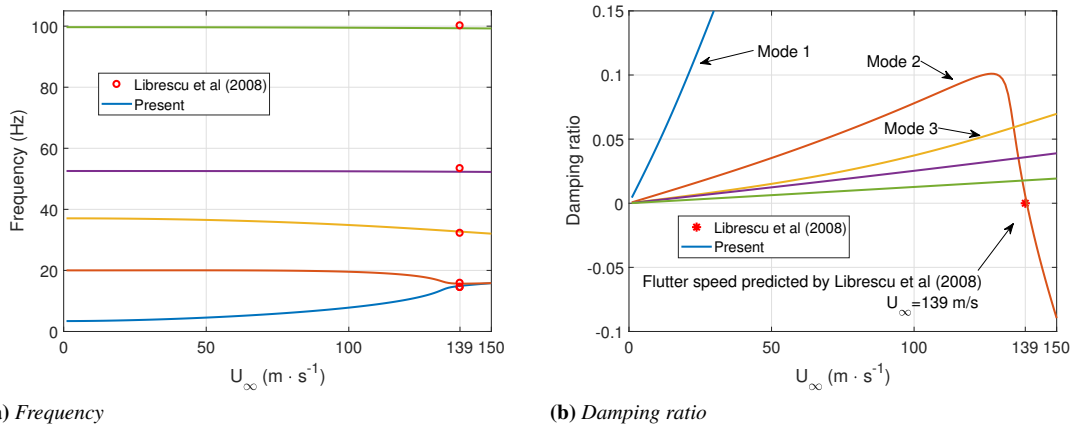 100
80
60
40
20
0
Frequency (Hz)
Librescu et al (2008)
Present
0
50
100
139
150
U∞ (m · s⁻¹)
) Frequency
0.15
0.1
0.05
0
-0.05
-0.1
Damping ratio
Mode 1
Mode 2
Mode 3
Librescu et al (2008)
Present
Flutter speed predicted by Librescu et al (2008)
U∞=139 m/s
0
50
100
139
150
U∞ (m · s⁻¹)
(b) Damping ratio